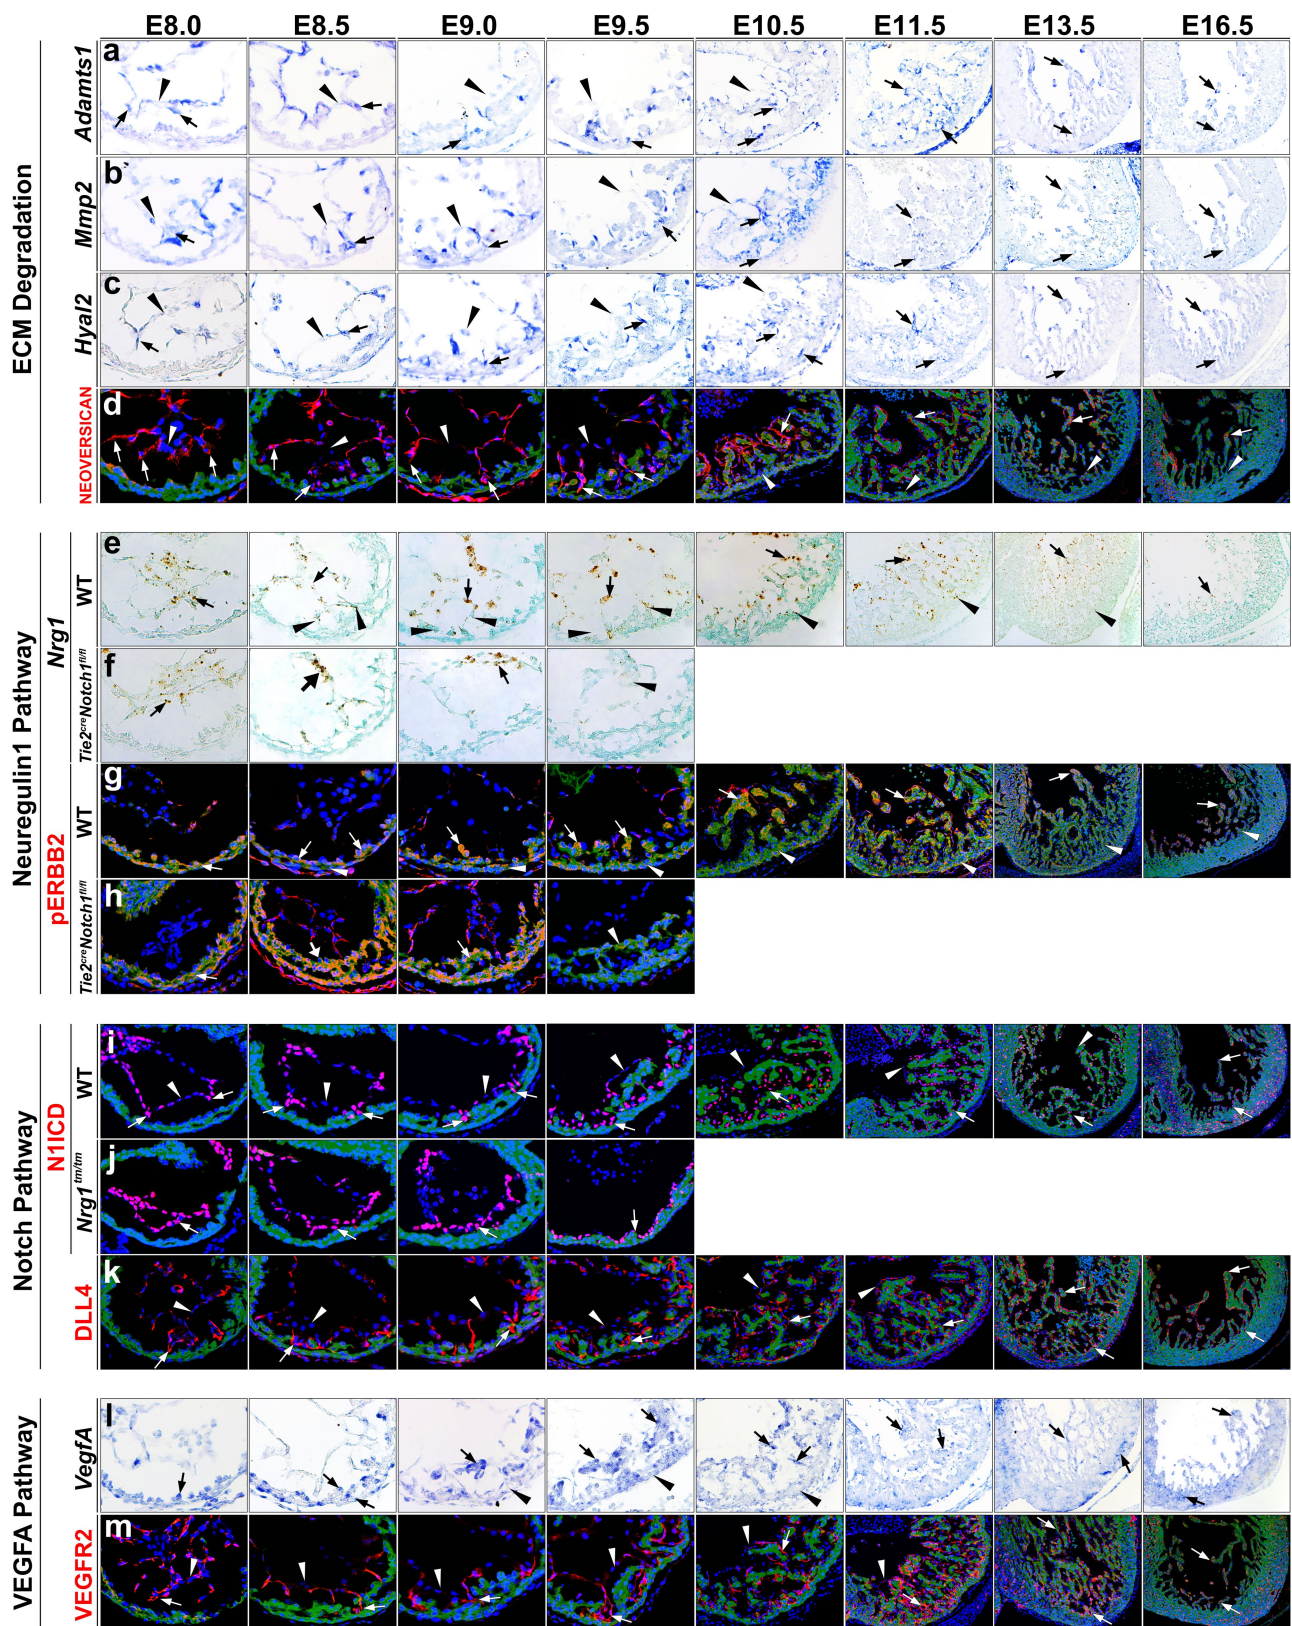 E8.0 E8.5 E9.0 E9.5 E10.5 E11.5 E13.5 E16.5
ECM Degradation
Adamts1
a
Mmp2
b
Hyal2
c
NEOVERSICAN
d
Neuregulin1 Pathway
Nrg1
WT
e
Tie2creNotch1fl/fl
f
pERBB2
WT
g
Tie2creNotch1fl/fl
h
Notch Pathway
N1ICD
WT
i
Nrg1tm/tm
j
DLL4
k
VEGFA Pathway
VegfA
l
VEGFR2
m